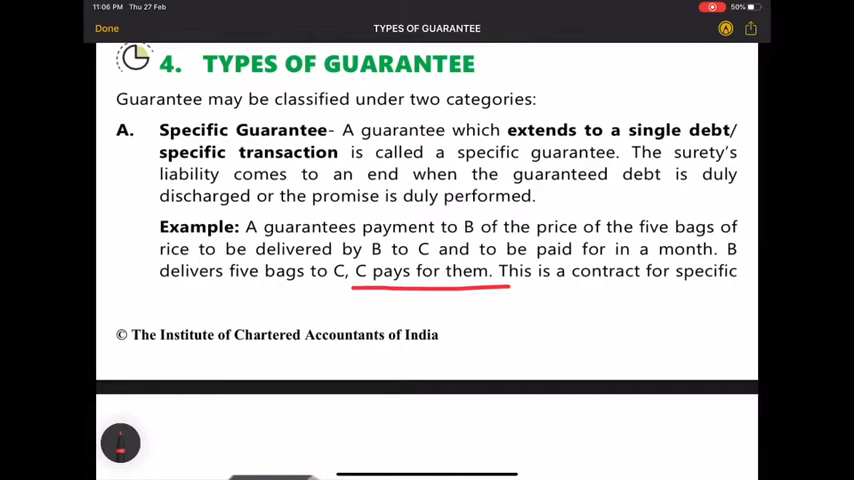 11:06 PM Thu 27 Feb
50%
Done
TYPES OF GUARANTEE
4. TYPES OF GUARANTEE
Guarantee may be classified under two categories:
A. Specific Guarantee- A guarantee which extends to a single debt/
specific transaction is called a specific guarantee. The surety's
liability comes to an end when the guaranteed debt is duly
discharged or the promise is duly performed.
Example: A guarantees payment to B of the price of the five bags of
rice to be delivered by B to C and to be paid for in a month. B
delivers five bags to C, C pays for them. This is a contract for specific
© The Institute of Chartered Accountants of India